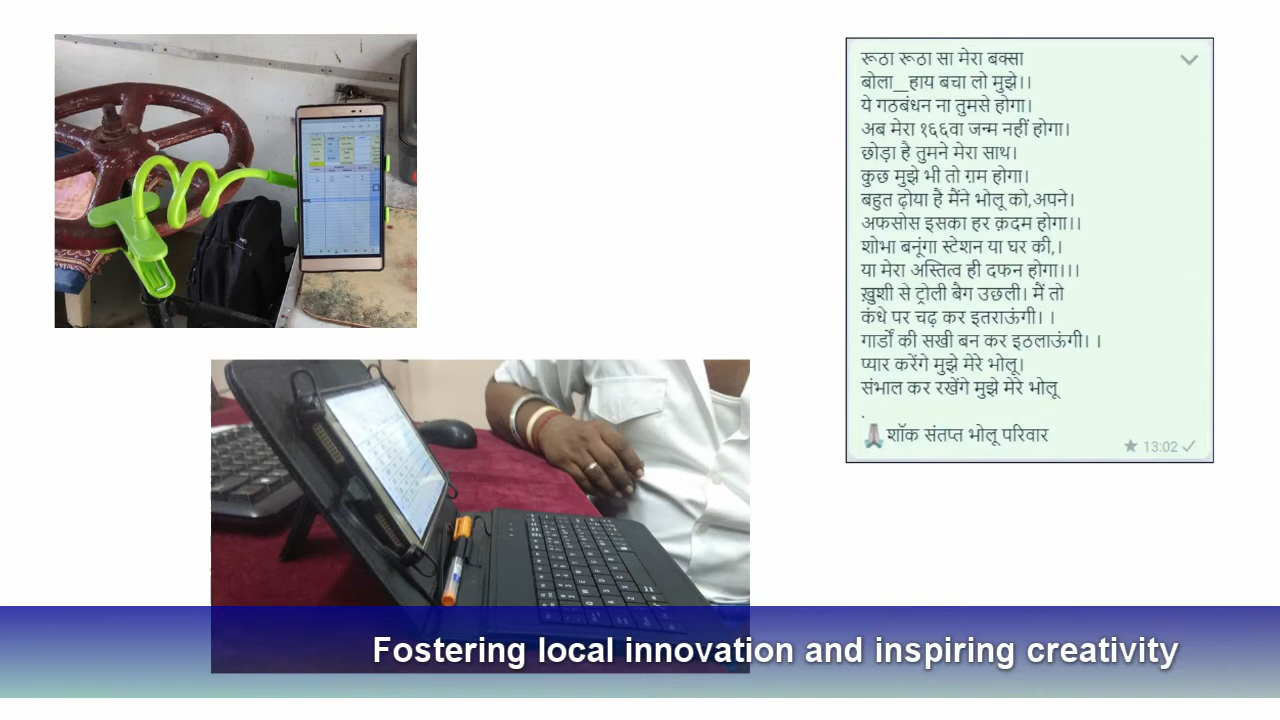 रूठा रूठा सा मेरा बक्सा
बोला__हाय बचा लो मुझे।।
ये गठबंधन ना तुमसे होगा।
अब मेरा १६६वा जन्म नहीं होगा।
छोड़ा है तुमने मेरा साथ।
कुछ मुझे भी तो ग़म होगा।
बहुत ढ़ोया है मैंने भोलू को,अपने।
अफसोस इसका हर क़दम होगा।।
शोभा बनूंगा स्टेशन या घर की,।
या मेरा अस्तित्व ही दफन होगा।।।
ख़ुशी से ट्रोली बैग उछली। मैं तो
कंधे पर चढ़ कर इतराऊंगी। ।
गार्डों की सखी बन कर इठलाऊंगी। ।
प्यार करेंगे मुझे मेरे भोलू।
संभाल कर रखेंगे मुझे मेरे भोलू
.
🙏शॉक संतप्त भोलू परिवार
★ 13:02 ✓
Fostering local innovation and inspiring creativity